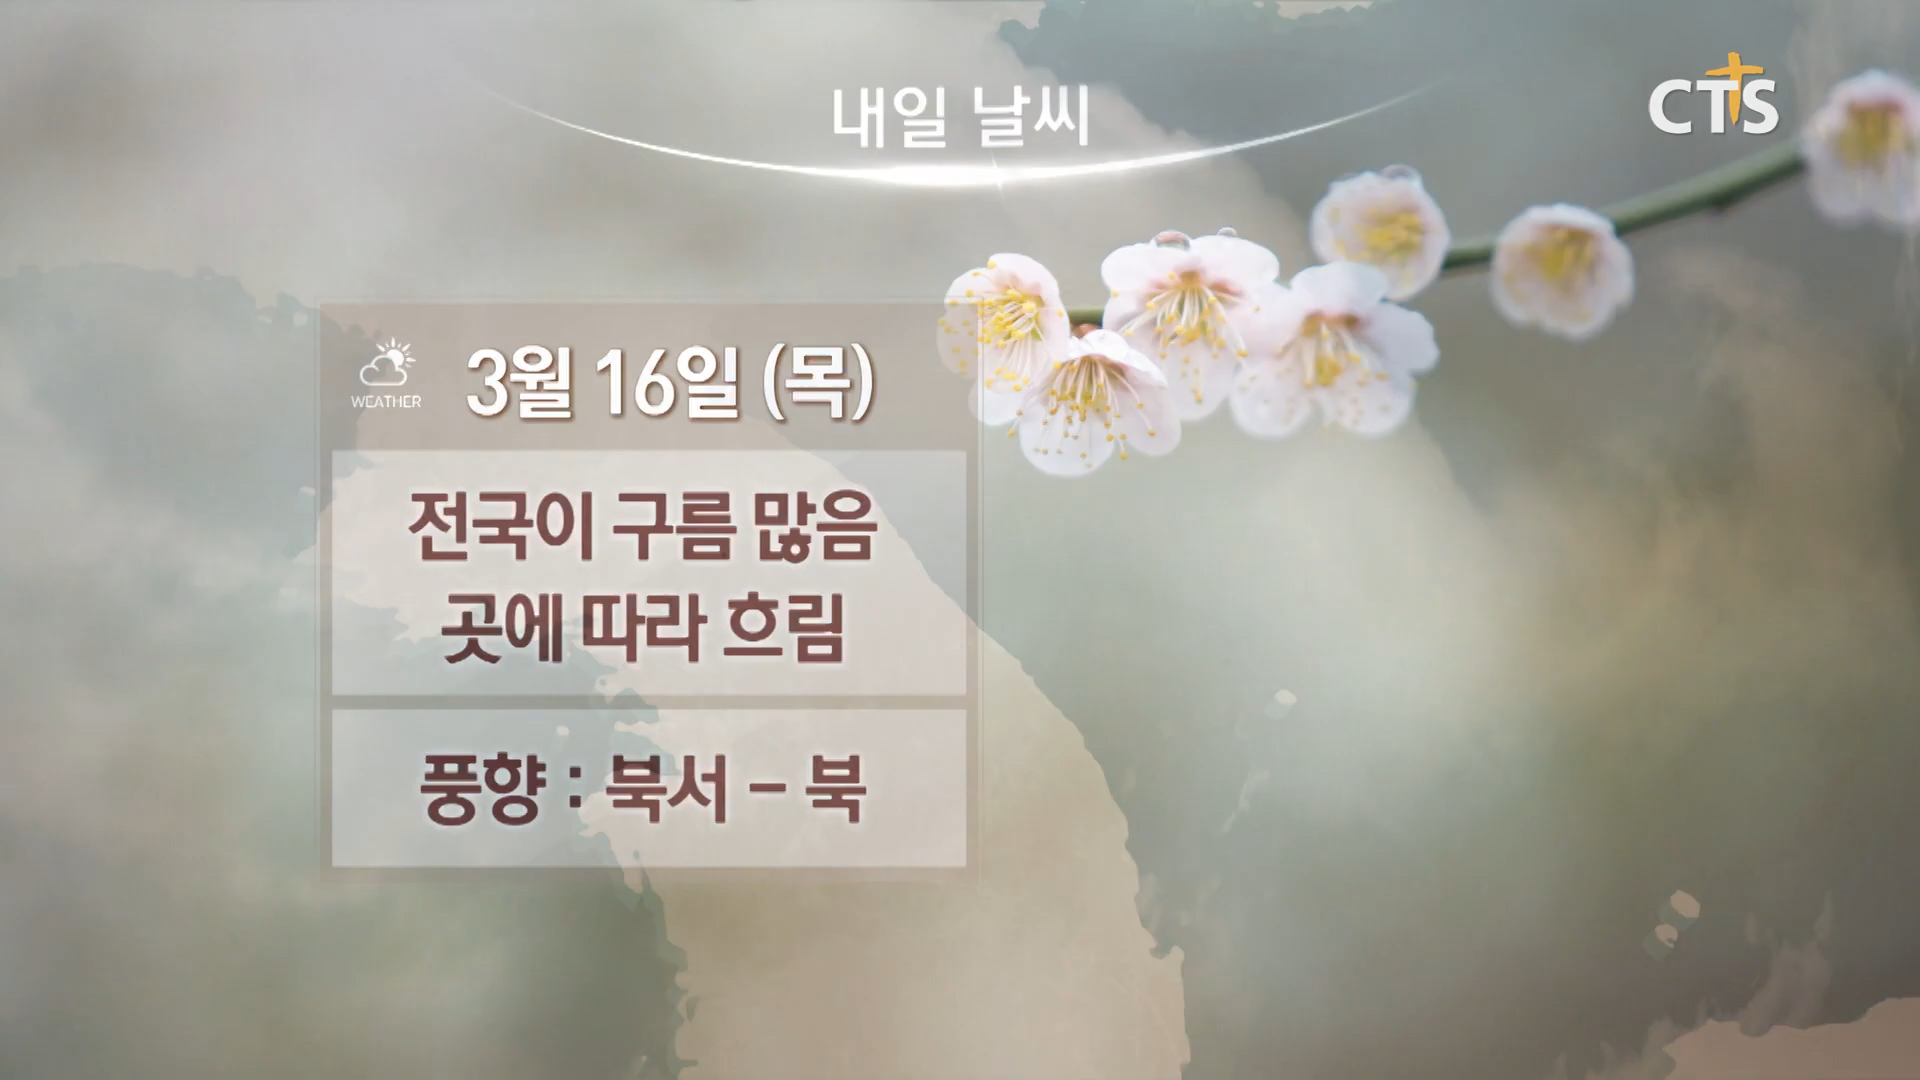 내일 날씨
CTS
WEATHER
3월 16일 (목)
전국이 구름 많음
곳에 따라 흐림
풍향 : 북서 - 북